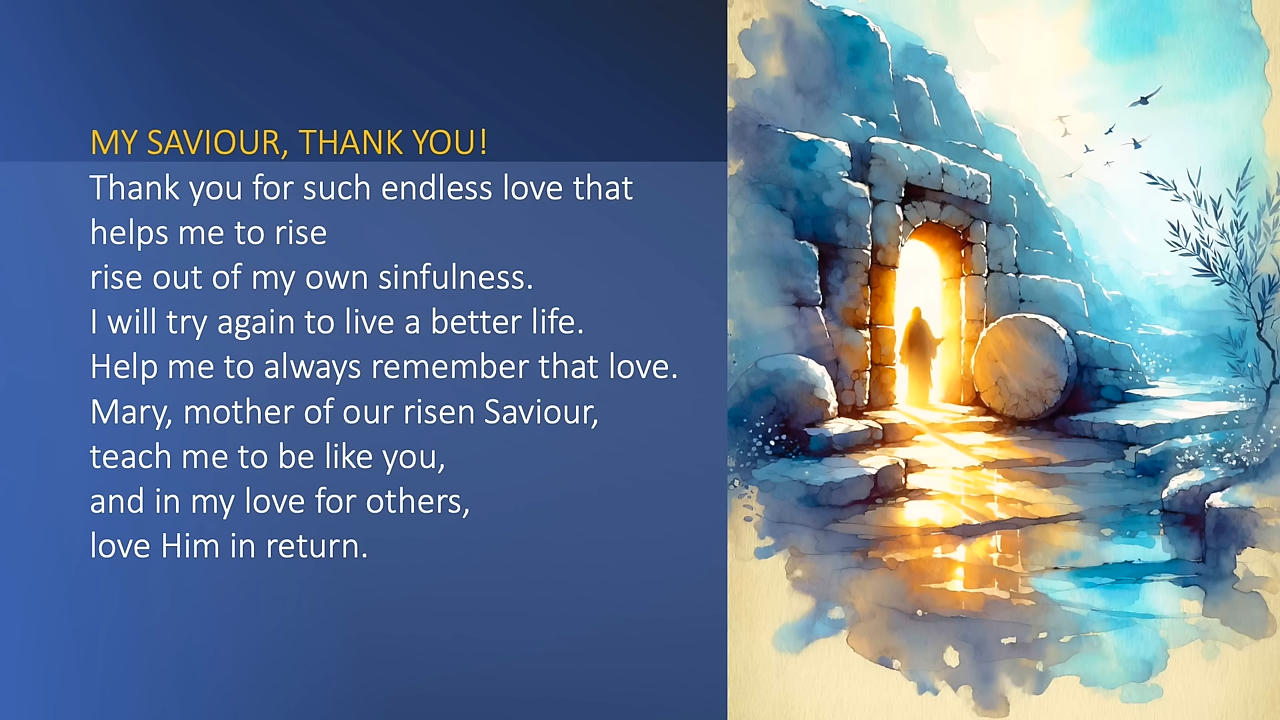 MY SAVIOUR, THANK YOU!
Thank you for such endless love that
helps me to rise
rise out of my own sinfulness.
I will try again to live a better life.
Help me to always remember that love.
Mary, mother of our risen Saviour,
teach me to be like you,
and in my love for others,
love Him in return.